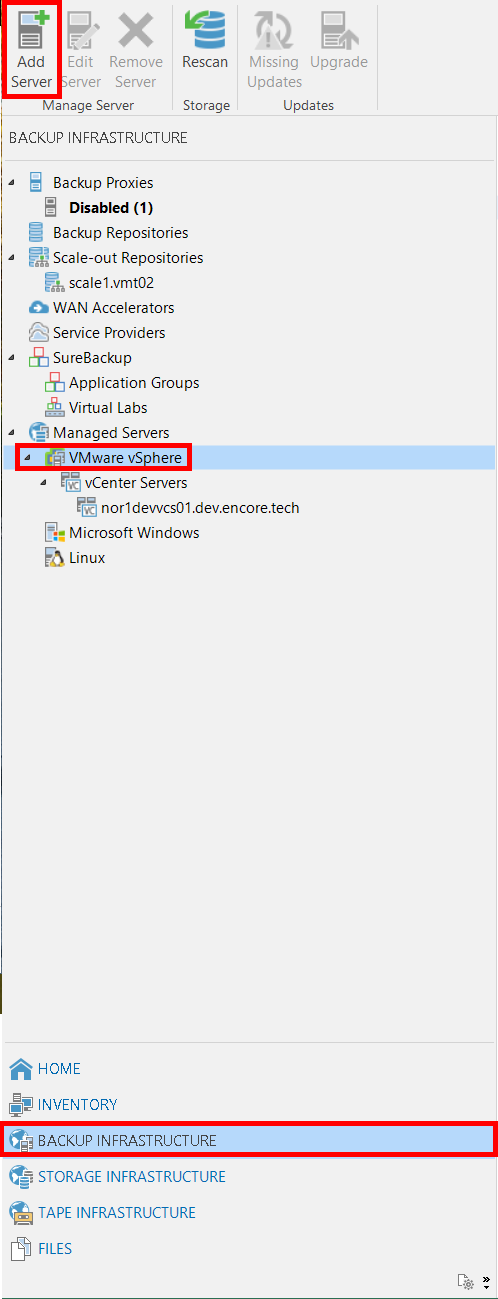 Add Server
Edit Server
Remove Server
Rescan
Missing Updates
Upgrade
Manage Server
Storage
Updates
BACKUP INFRASTRUCTURE
Backup Proxies
Disabled (1)
Backup Repositories
Scale-out Repositories
scale1.vmt02
WAN Accelerators
Service Providers
SureBackup
Application Groups
Virtual Labs
Managed Servers
VMware vSphere
vCenter Servers
nor1devvcs01.dev.encore.tech
Microsoft Windows
Linux
HOME
INVENTORY
BACKUP INFRASTRUCTURE
STORAGE INFRASTRUCTURE
TAPE INFRASTRUCTURE
FILES